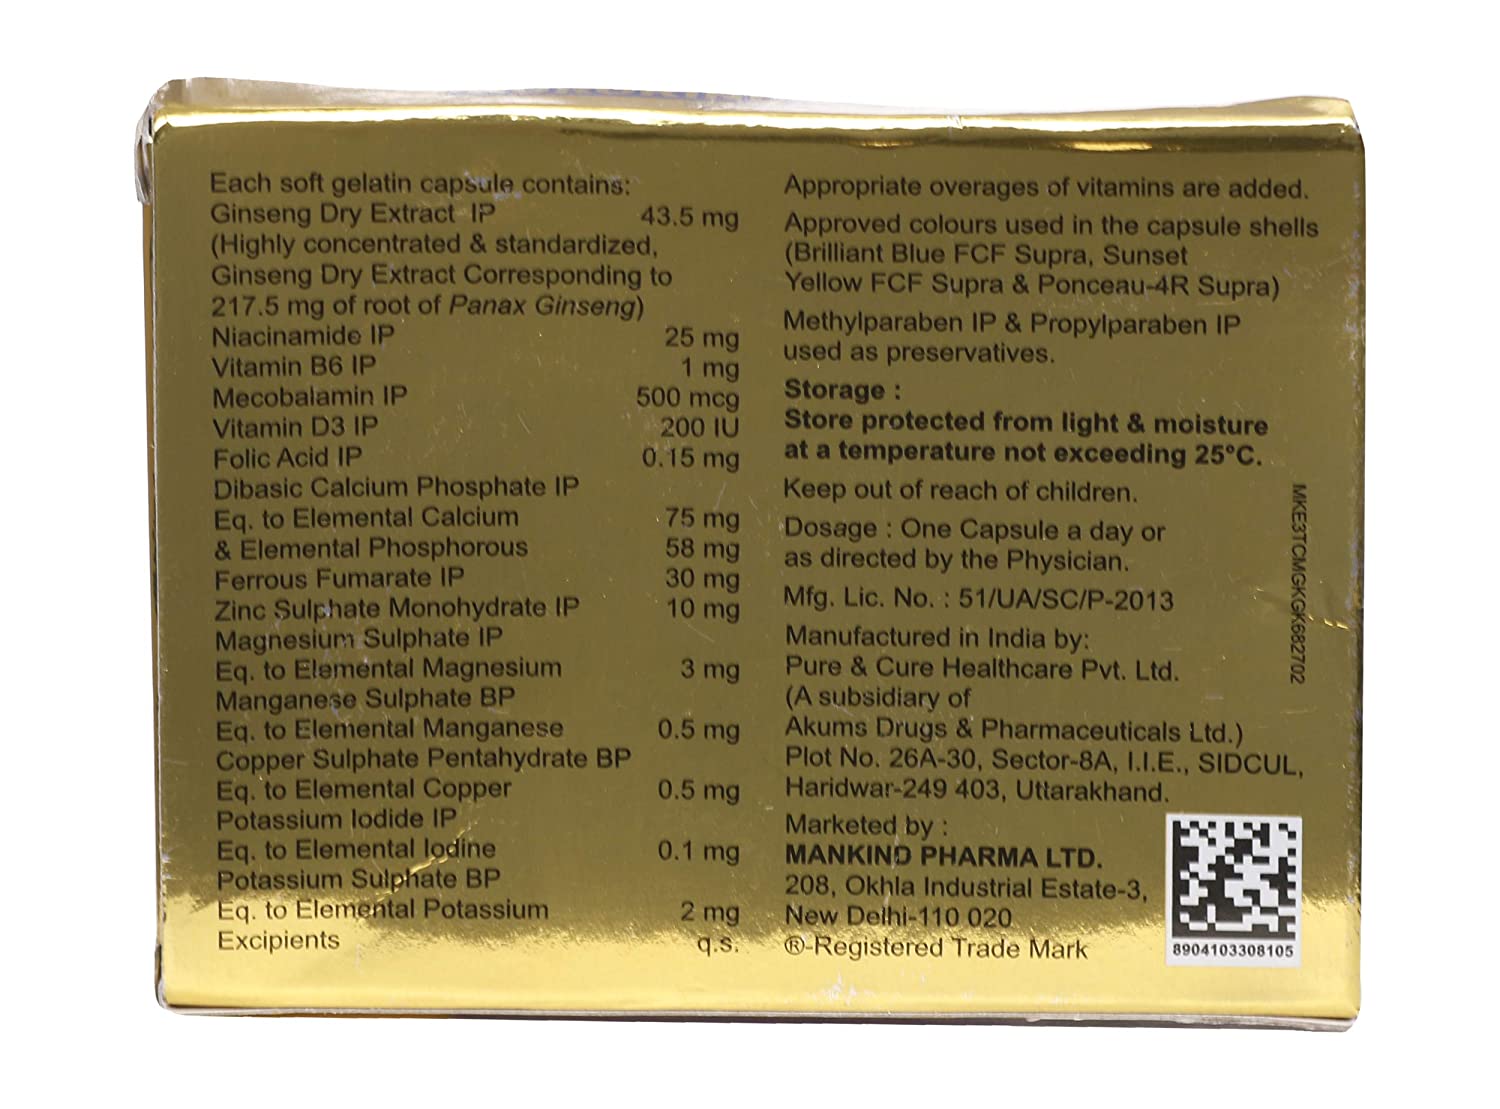 Each soft gelatin capsule contains:
Ginseng Dry Extract IP 43.5 mg
(Highly concentrated & standardized,
Ginseng Dry Extract Corresponding to
217.5 mg of root of Panax Ginseng)
Niacinamide IP 25 mg
Vitamin B6 IP 1 mg
Mecobalamin IP 500 mcg
Vitamin D3 IP 200 IU
Folic Acid IP 0.15 mg
Dibasic Calcium Phosphate IP
Eq. to Elemental Calcium 75 mg
& Elemental Phosphorous 58 mg
Ferrous Fumarate IP 30 mg
Zinc Sulphate Monohydrate IP 10 mg
Magnesium Sulphate IP
Eq. to Elemental Magnesium 3 mg
Manganese Sulphate BP
Eq. to Elemental Manganese 0.5 mg
Copper Sulphate Pentahydrate BP
Eq. to Elemental Copper 0.5 mg
Potassium Iodide IP
Eq. to Elemental Iodine 0.1 mg
Potassium Sulphate BP
Eq. to Elemental Potassium 2 mg
Excipients q.s.
Appropriate overages of vitamins are added.
Approved colours used in the capsule shells
(Brilliant Blue FCF Supra, Sunset
Yellow FCF Supra & Ponceau-4R Supra)
Methylparaben IP & Propylparaben IP
used as preservatives.
Storage :
Store protected from light & moisture
at a temperature not exceeding 25°C.
Keep out of reach of children.
Dosage : One Capsule a day or
as directed by the Physician.
Mfg. Lic. No. : 51/UA/SC/P-2013
Manufactured in India by:
Pure & Cure Healthcare Pvt. Ltd.
(A subsidiary of
Akums Drugs & Pharmaceuticals Ltd.)
Plot No. 26A-30, Sector-8A, I.I.E., SIDCUL,
Haridwar-249 403, Uttarakhand.
Marketed by :
MANKIND PHARMA LTD.
208, Okhla Industrial Estate-3,
New Delhi-110 020
®-Registered Trade Mark
MKE3TCMGKGK682702
8904103308105